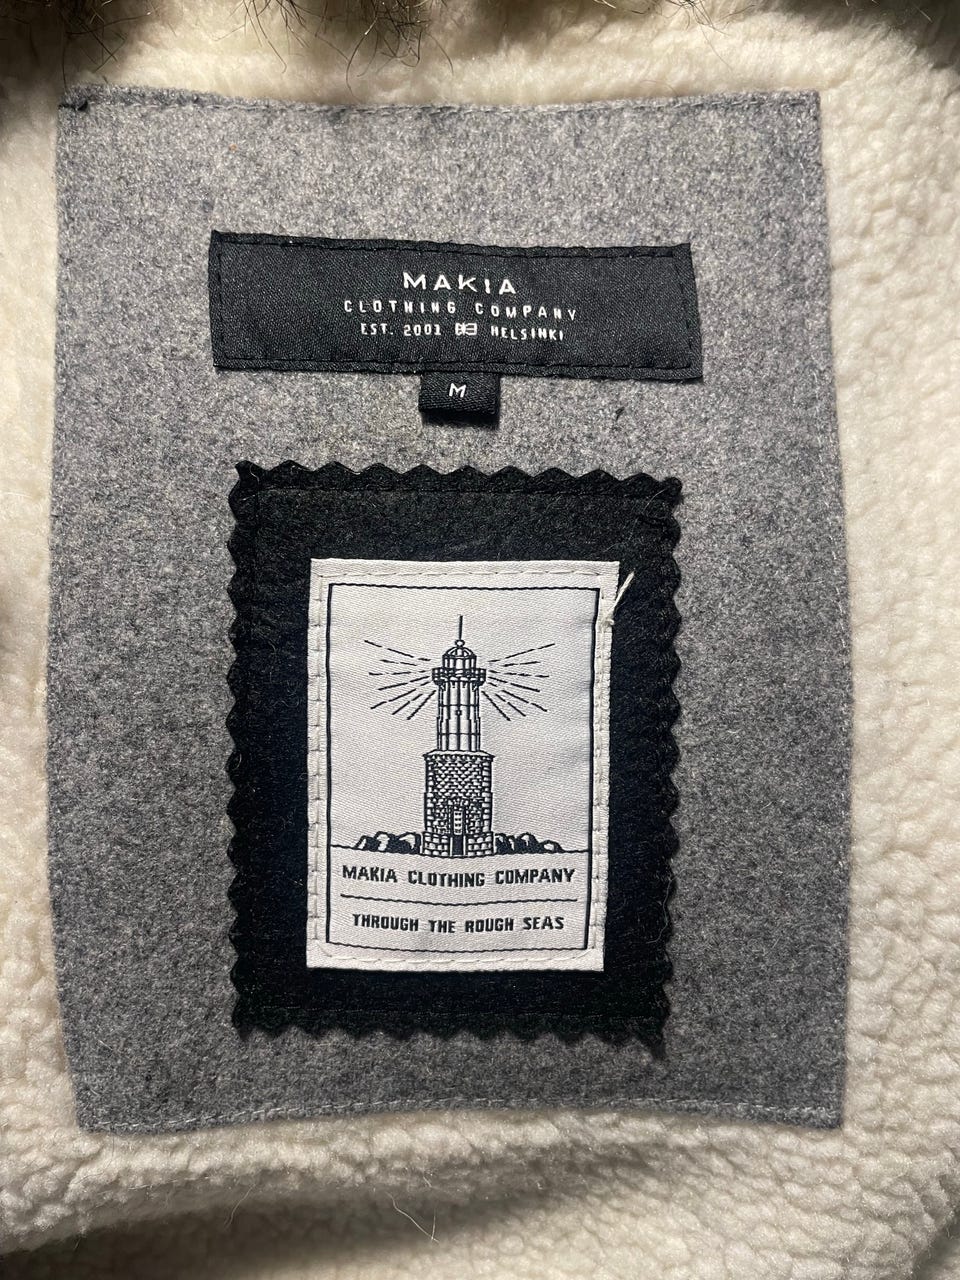 MAKIA
CLOTHING COMPANY
EST. 2001 HELSINKI
M
MAKIA CLOTHING COMPANY
THROUGH THE ROUGH SEAS